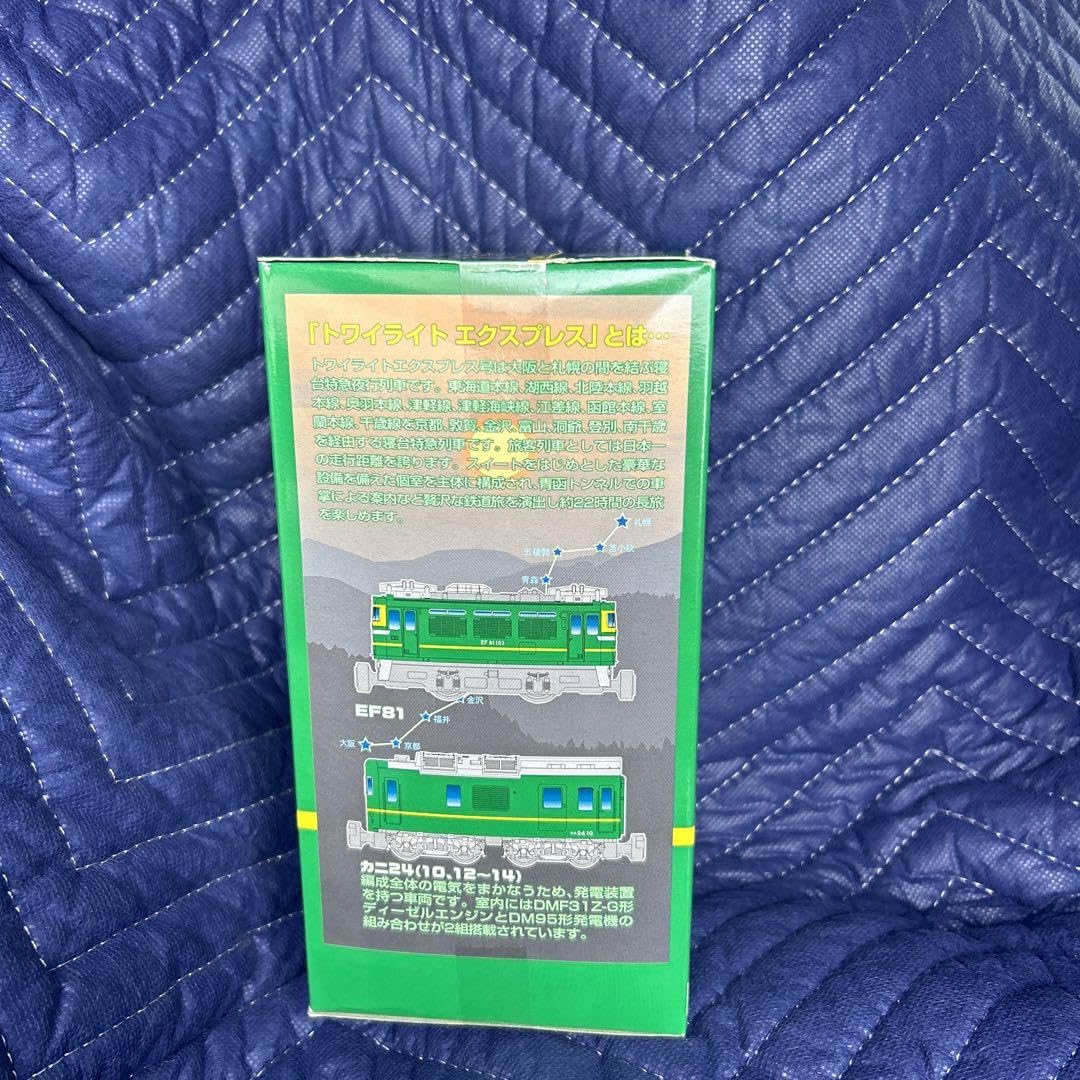 「トワイライト エクスプレス」とは…
トワイライトエクスプレス号は大阪と札幌の間を結ぶ寝
台特急夜行列車です。東海道本線、湖西線、北陸本線、羽越
本線、奥羽本線、津軽線、津軽海峡線、江差線、函館本線、室
蘭本線、千歳線を京都、敦賀、金沢、富山、洞爺、登別、南千歳
を経由する寝台特急列車です。旅客列車としては日本一
の走行距離を誇ります。スイートをはじめとした豪華な
設備を備えた個室を主体に構成され、青函トンネルでの車
掌による案内など贅沢な鉄道旅を演出し約22時間の長旅
を楽しめます。
札幌
五稜郭
苫小牧
青森
EF 81 103
金沢
EF81
福井
大阪
京都
カニ24 10
カニ24(10、12～14)
編成全体の電気をまかなうため、発電装置
を持つ車両です。室内にはDMF31Z-G形
ディーゼルエンジンとDM95形発電機の
組み合わせが2組搭載されています。